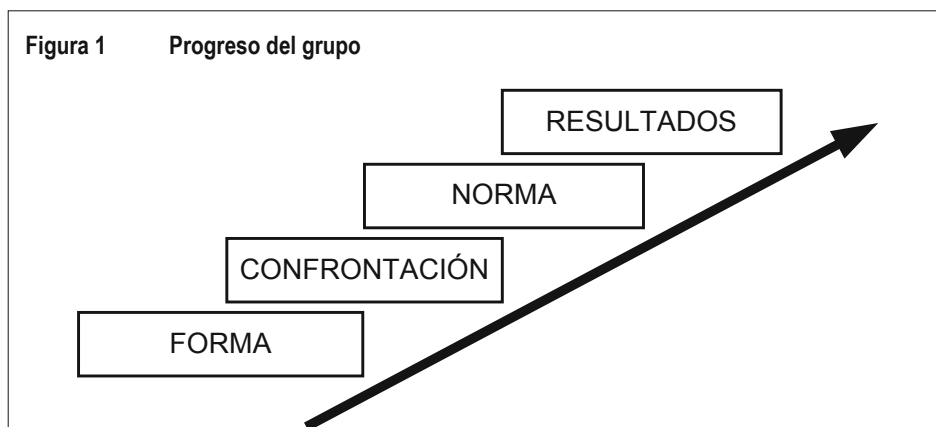 Figura 1 Progreso del grupo
RESULTADOS
NORMA
CONFRONTACIÓN
FORMA